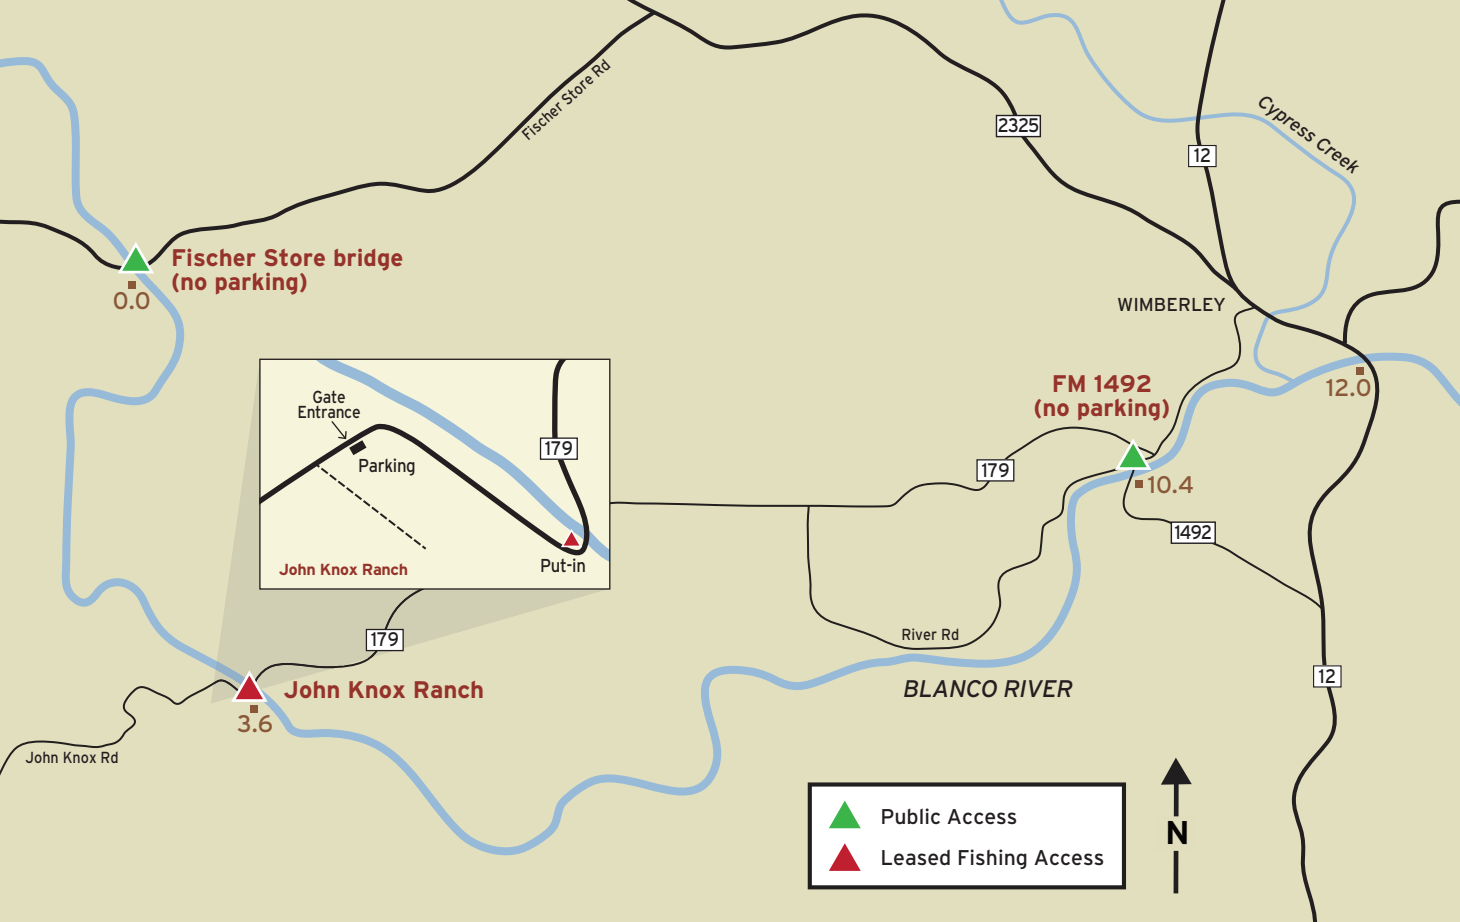 Fischer Store Rd
2325
12
Cypress Creek
Fischer Store bridge
(no parking)
0.0
WIMBERLEY
FM 1492
(no parking)
12.0
Gate
Entrance
Parking
179
Put-in
John Knox Ranch
179
10.4
1492
179
River Rd
12
BLANCO RIVER
John Knox Ranch
3.6
John Knox Rd
Public Access
Leased Fishing Access
N